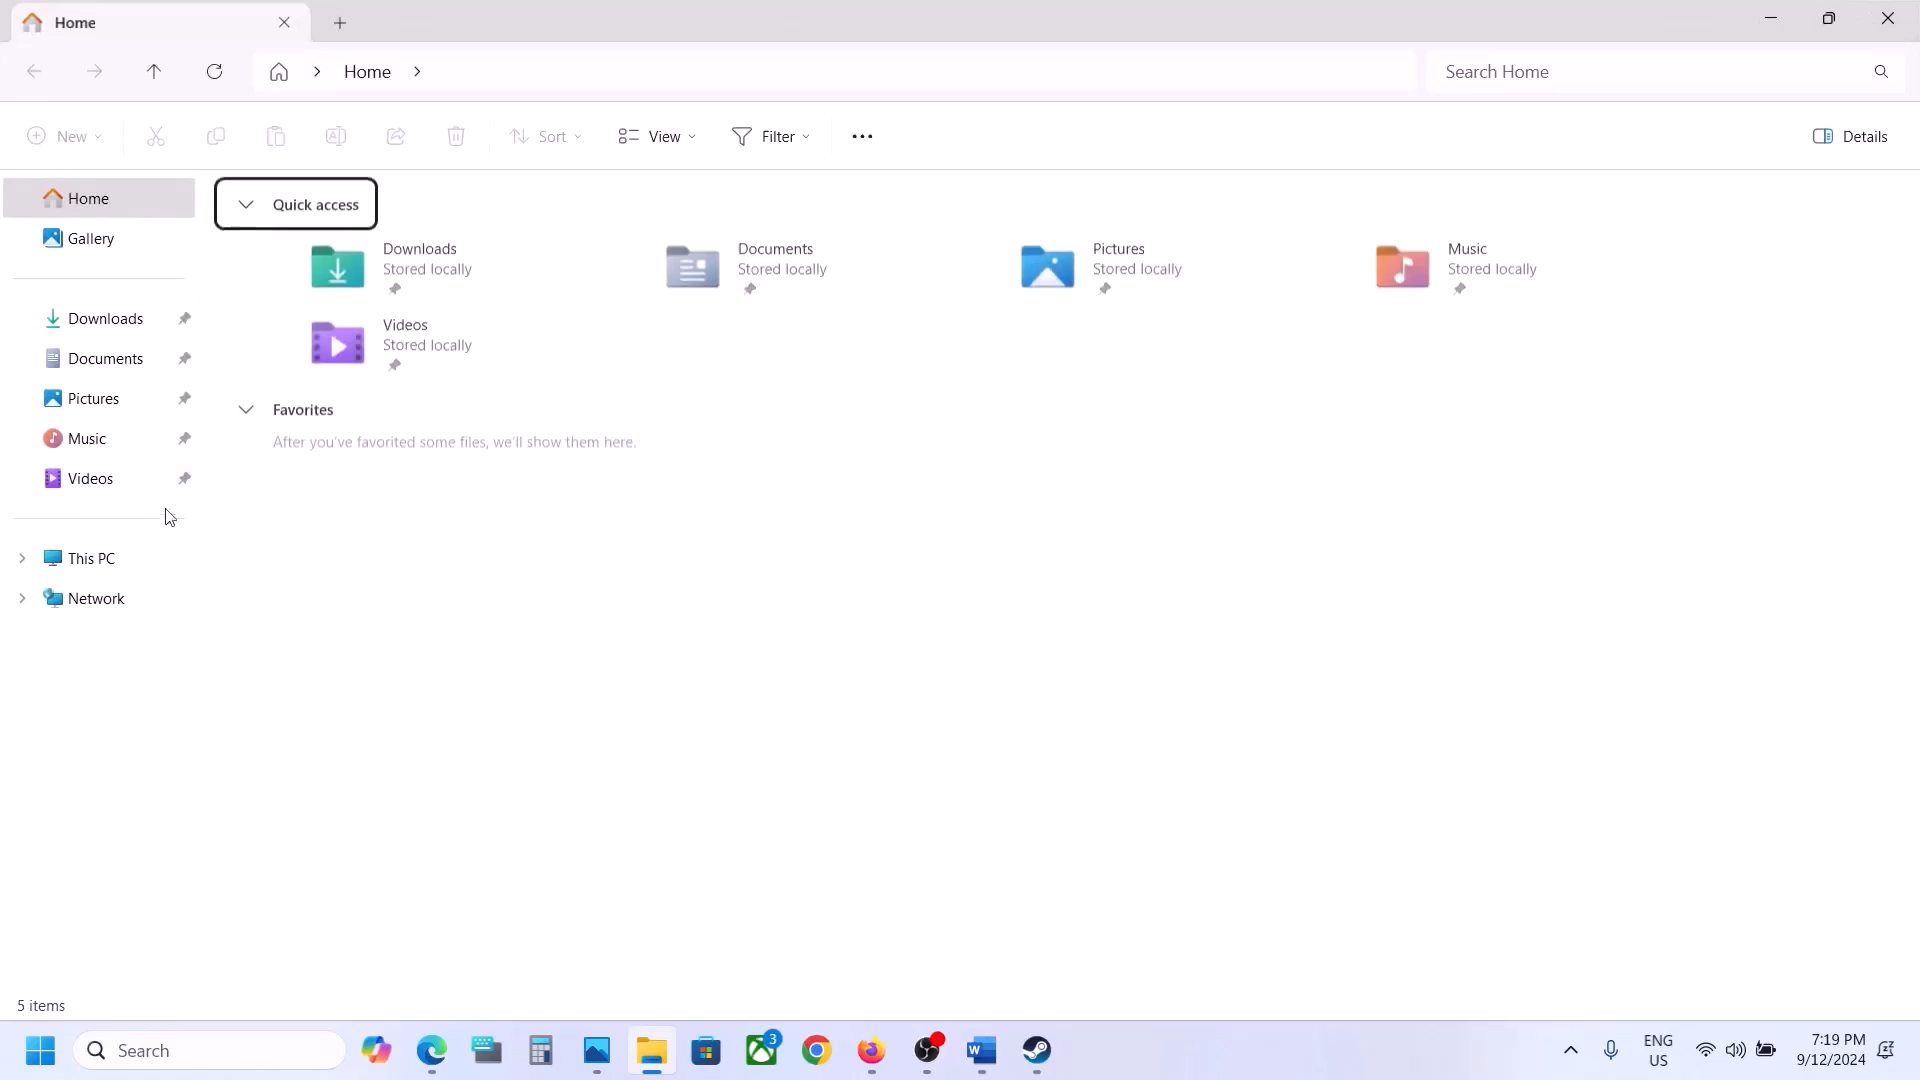 Home
Home
Search Home
New
Sort
View
Filter
Details
Home
Gallery
Downloads
Documents
Pictures
Music
Videos
This PC
Network
Quick access
Downloads
Stored locally
Documents
Stored locally
Pictures
Stored locally
Music
Stored locally
Videos
Stored locally
Favorites
After you've favorited some files, we'll show them here.
5 items
Search
3
ENG
US
7:19 PM
9/12/2024